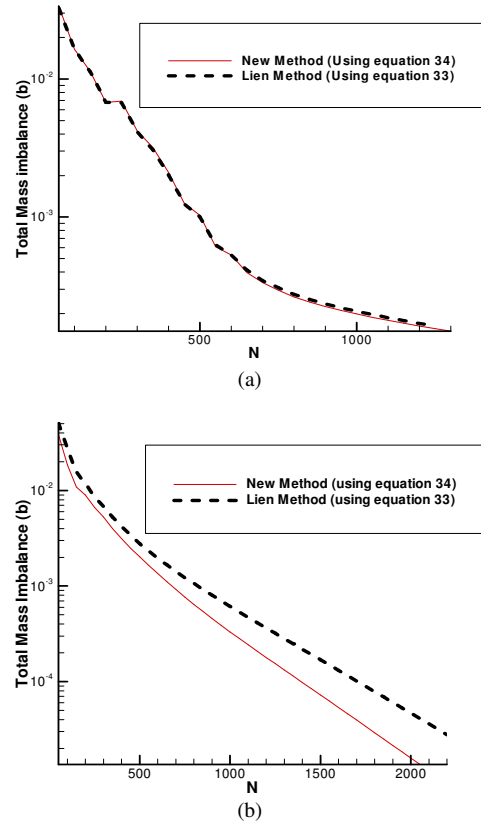 10^-2
10^-3
Total Mass imbalance (b)
New Method (Using equation 34)
Lien Method (Using equation 33)
500
1000
N
(a)
10^-2
10^-3
10^-4
Total Mass Imbalance (b)
New Method (using equation 34)
Lien Method (using equation 33)
500
1000
1500
2000
N
(b)